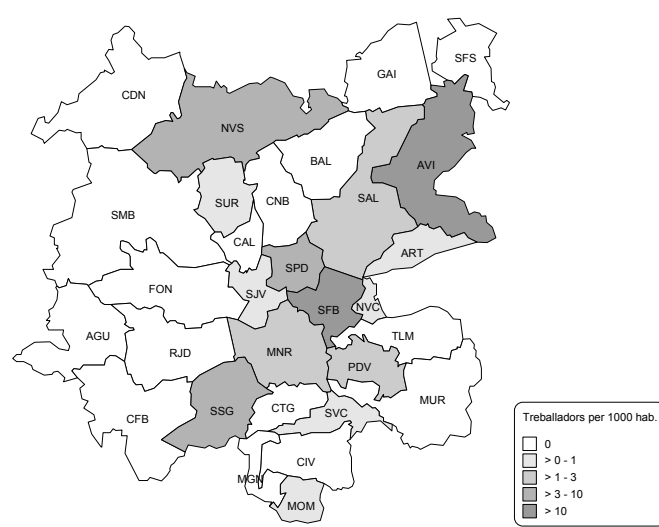 SFS
GAI
CDN
NVS
BAL
AVI
SUR
CNB
SAL
SMB
CAL
ART
SPD
FON
SJV
SFB
NVC
AGU
TLM
RJD
MNR
PDV
MUR
CFB
SSG
CTG
SVC
CIV
MGN
MOM
Treballadors per 1000 hab.
0
> 0 - 1
> 1 - 3
> 3 - 10
> 10